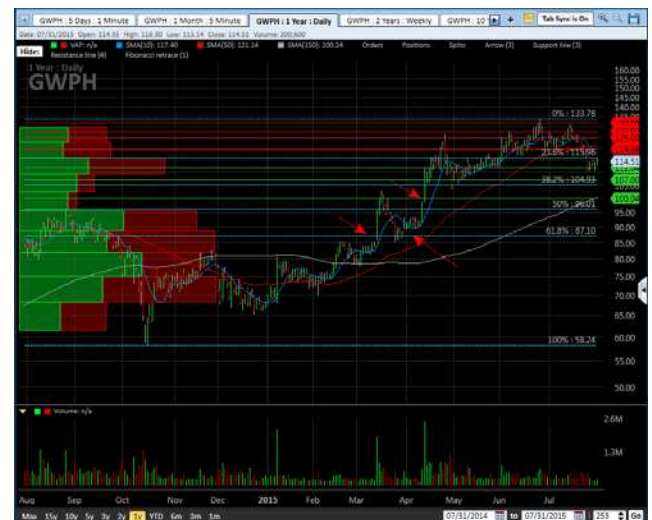 GWPH : 5 Days : 1 Minute GWPH : 1 Month : 5 Minute GWPH : 1 Year : Daily GWPH : 2 Years : Weekly GWPH : 10 Tab Sync is On
Date: 07/31/2015 Open: 114.35 High: 116.30 Low: 113.14 Close: 114.51 Volume: 200,600
Hide: VAP: n/a SMA(10): 117.40 SMA(50): 121.14 SMA(150): 100.24 Orders Positions Splits Arrow (3) Support line (3)
Resistance line (4) Fibonacci retrace (1)
1 Year : Daily
GWPH
160.00
155.00
150.00
145.00
140.00
0% : 133.78
23.6% : 115.96
114.51
38.2% : 104.93
107.00
100.04
50% : 96.01
95.00
90.00
61.8% : 87.10
85.00
80.00
75.00
70.00
65.00
60.00
100% : 58.24
55.00
50.00
Volume: n/a
2.6M
1.3M
Aug Sep Oct Nov Dec 2015 Feb Mar Apr May Jun Jul
Max 15y 10y 5y 3y 2y 1y YTD 6m 3m 1m 07/31/2014 to 07/31/2015 253 Go